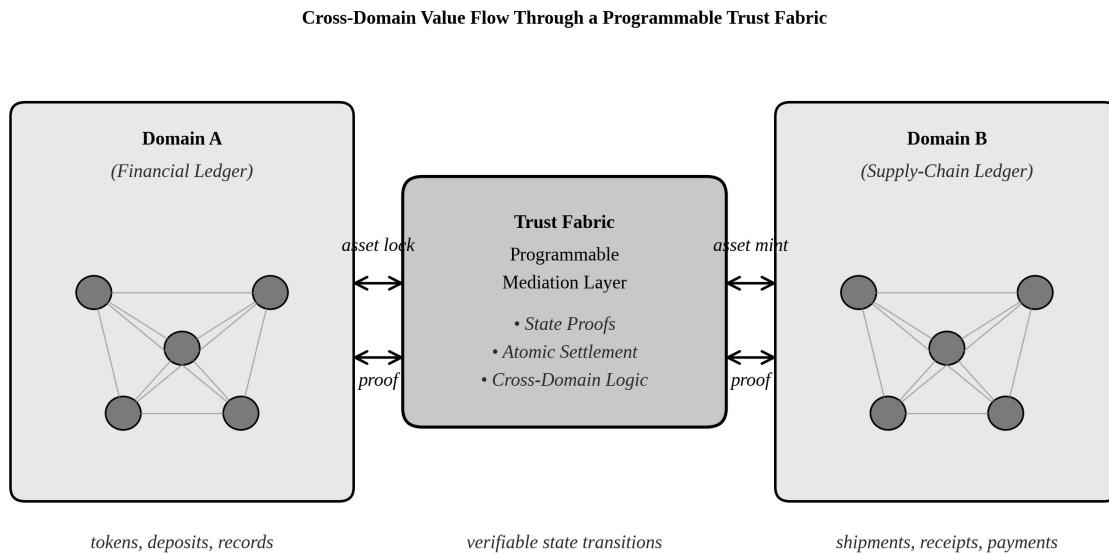 Cross-Domain Value Flow Through a Programmable Trust Fabric
Domain A
(Financial Ledger)
asset lock
proof
Trust Fabric
Programmable
Mediation Layer
• State Proofs
• Atomic Settlement
• Cross-Domain Logic
asset mint
proof
Domain B
(Supply-Chain Ledger)
tokens, deposits, records
verifiable state transitions
shipments, receipts, payments